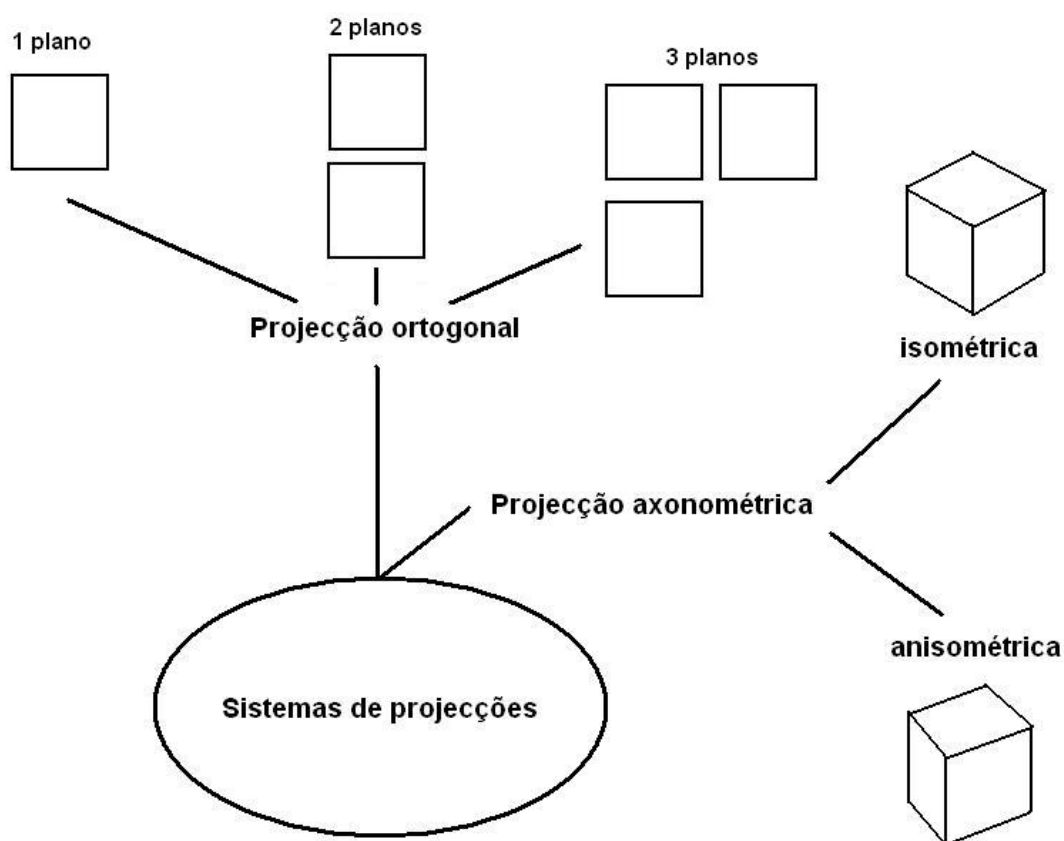 1 plano
2 planos
3 planos
Projecção ortogonal
isométrica
Projecção axonométrica
anisométrica
Sistemas de projecções